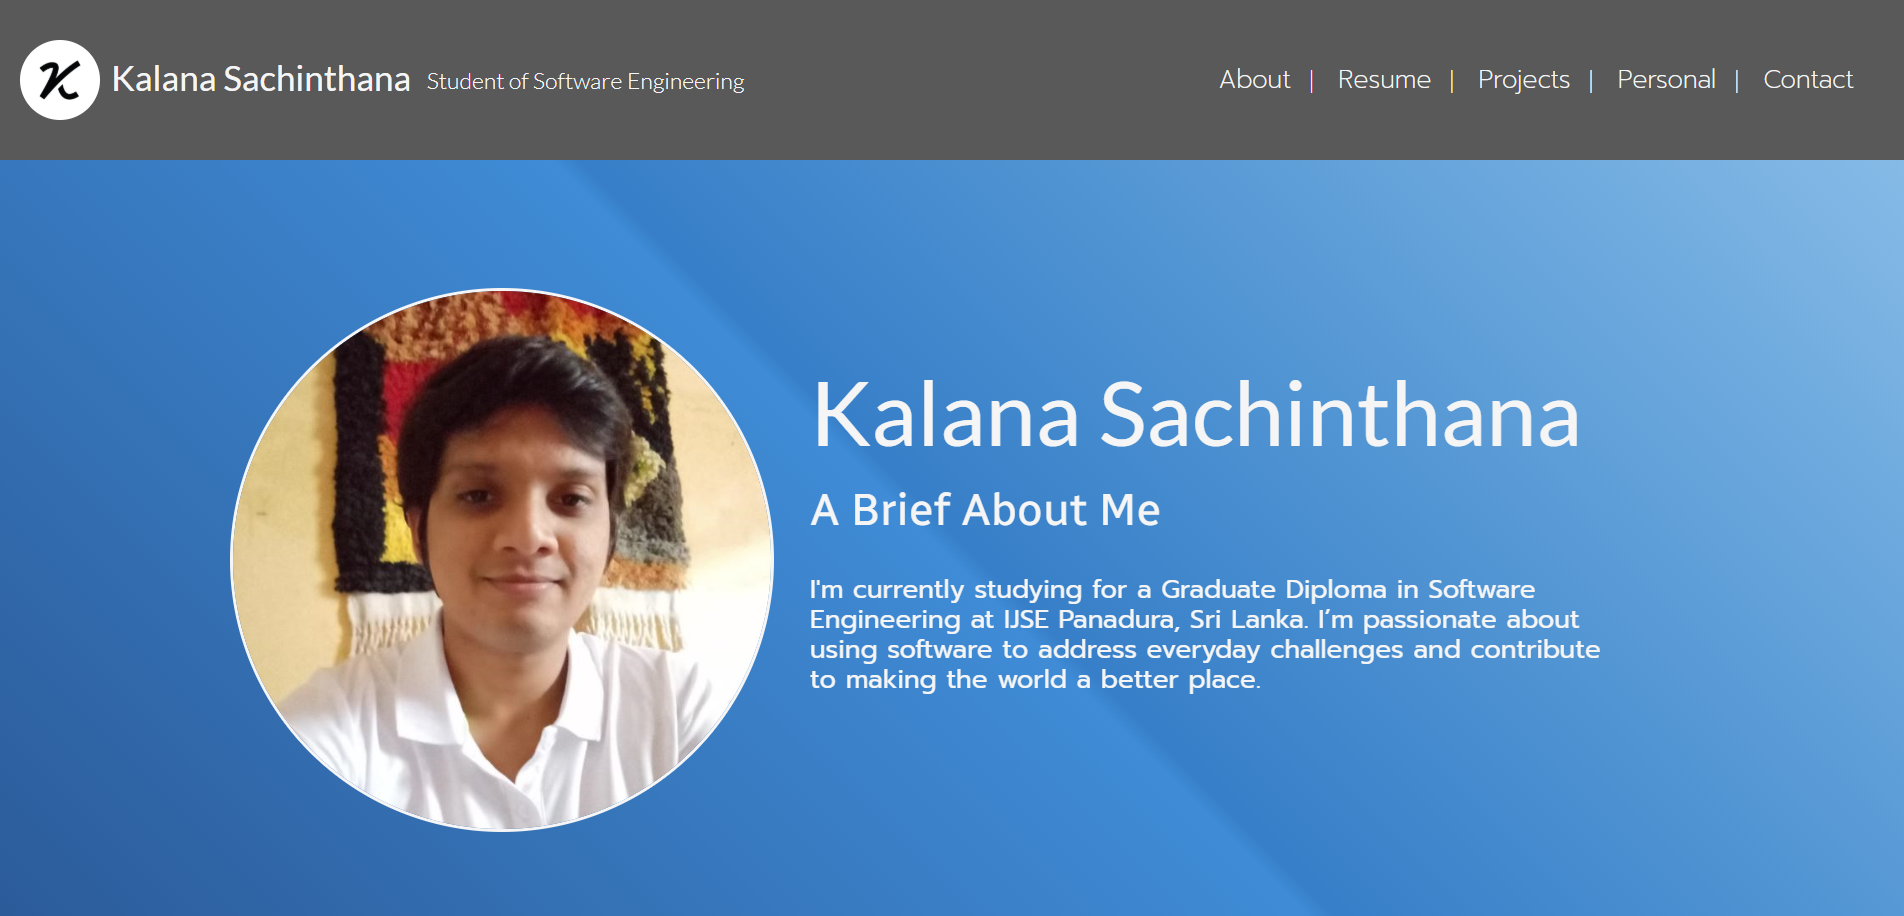 K
Kalana Sachinthana Student of Software Engineering
About | Resume | Projects | Personal | Contact
Kalana Sachinthana
A Brief About Me
I'm currently studying for a Graduate Diploma in Software
Engineering at IJSE Panadura, Sri Lanka. I’m passionate about
using software to address everyday challenges and contribute
to making the world a better place.